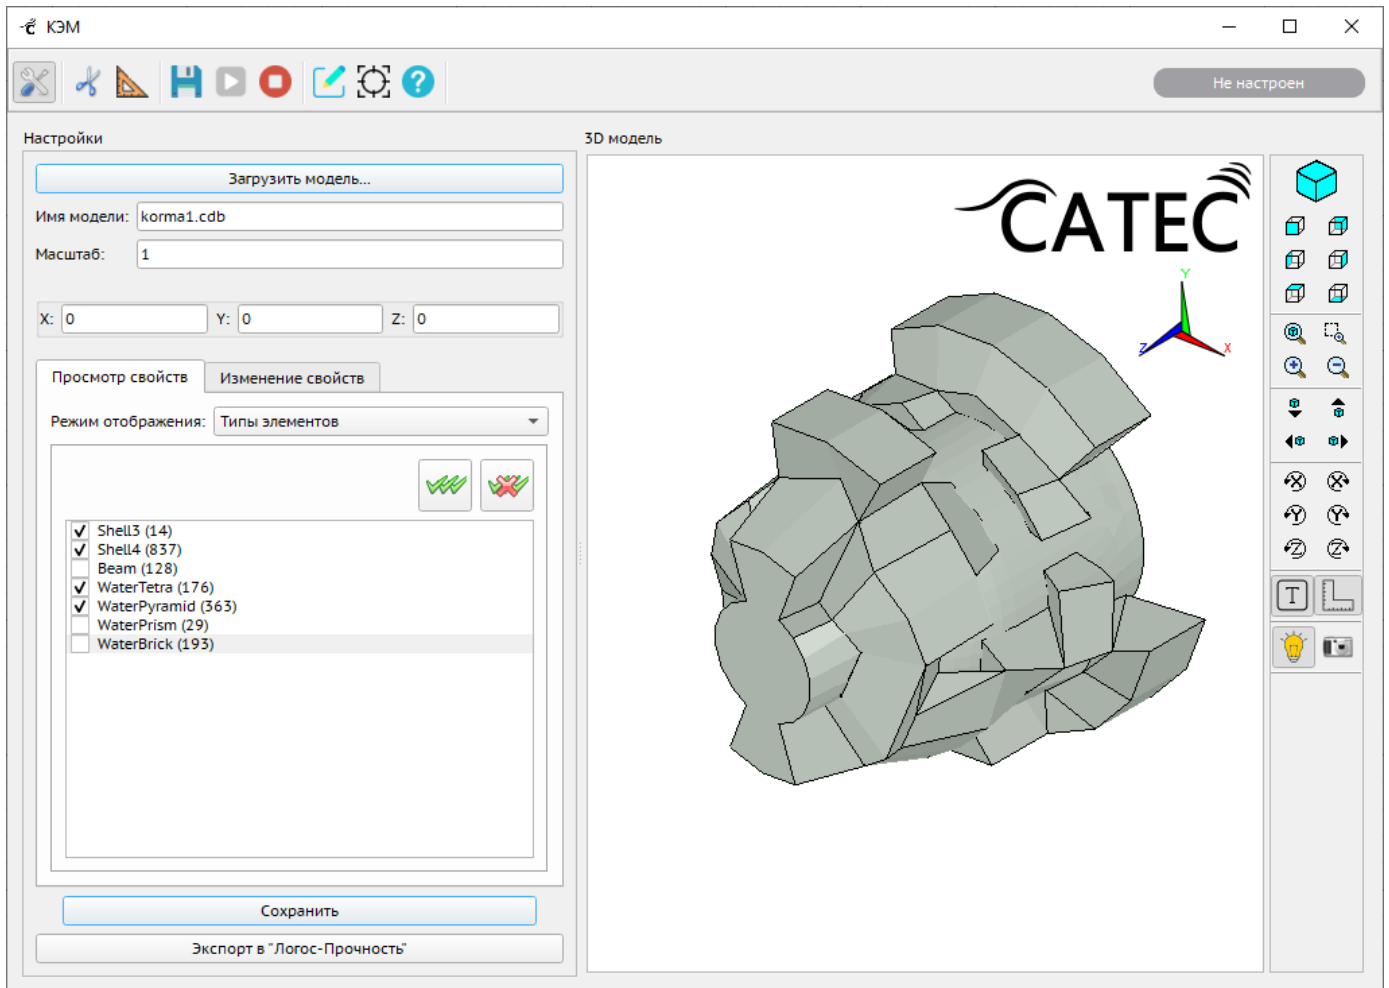 КЭМ
Не настроен
Настройки
3D модель
Загрузить модель...
Имя модели: korma1.cdb
Масштаб: 1
X: 0 Y: 0 Z: 0
Просмотр свойств Изменение свойств
Режим отображения: Типы элементов
Shell3 (14)
Shell4 (837)
Beam (128)
WaterTetra (176)
WaterPyramid (363)
WaterPrism (29)
WaterBrick (193)
Сохранить
Экспорт в "Логос-Прочность"
CATEC
Y
Z X
X X
Y Y
Z Z
T